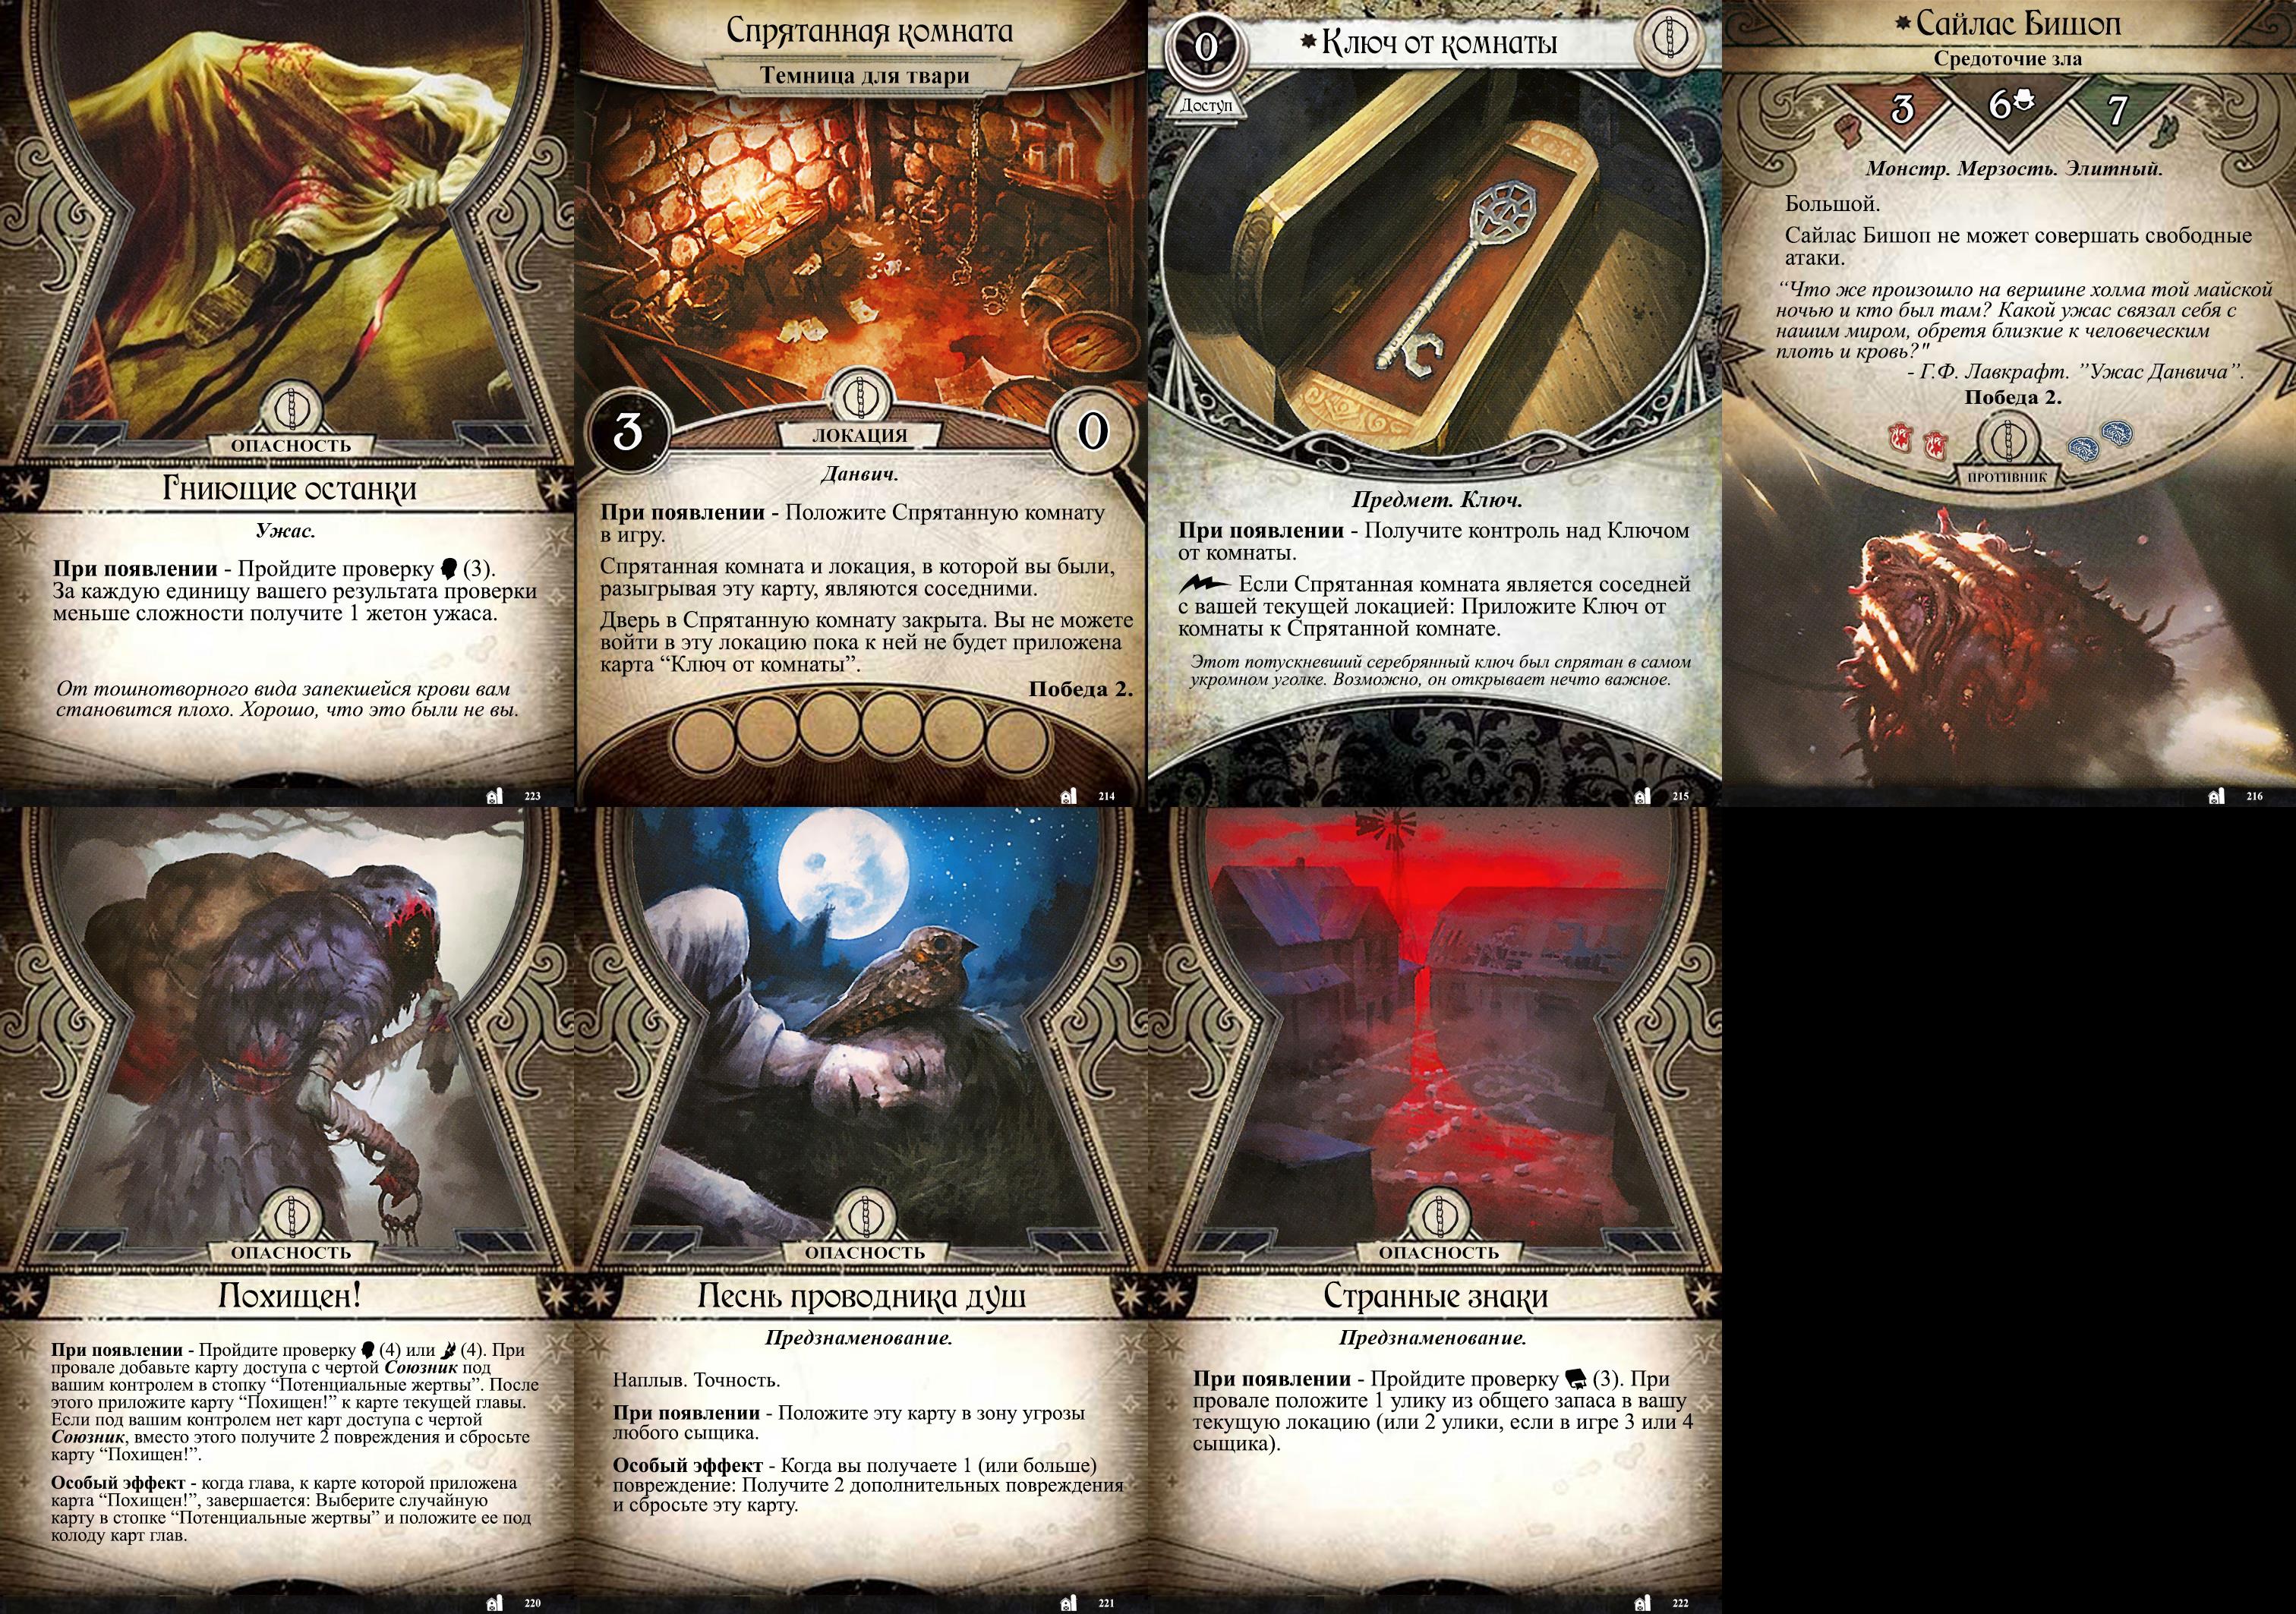 ОПАСНОСТЬ
Гниющие останки
Ужас.
При появлении - Пройдите проверку (3).
За каждую единицу вашего результата проверки
меньше сложности получите 1 жетон ужаса.
От тошнотворного вида запекшейся крови вам
становится плохо. Хорошо, что это были не вы.
223
Спрятанная комната
Темница для твари
3
ЛОКАЦИЯ
0
Данвич.
При появлении - Положите Спрятанную комнату
в игру.
Спрятанная комната и локация, в которой вы были,
разыгрывая эту карту, являются соседними.
Дверь в Спрятанную комнату закрыта. Вы не можете
войти в эту локацию пока к ней не будет приложена
карта “Ключ от комнаты”.
Победа 2.
214
0
Доступ
Ключ от комнаты
Предмет. Ключ.
При появлении - Получите контроль над Ключом
от комнаты.
Если Спрятанная комната является соседней
с вашей текущей локацией: Приложите Ключ от
комнаты к Спрятанной комнате.
Этот потускневший серебрянный ключ был спрятан в самом
укромном уголке. Возможно, он открывает нечто важное.
215
Сайлас Бишоп
Средоточие зла
3 6 7
Монстр. Мерзость. Элитный.
Большой.
Сайлас Бишоп не может совершать свободные
атаки.
“Что же произошло на вершине холма той майской
ночью и кто был там? Какой ужас связал себя с
нашим миром, обретя близкие к человеческим
плоть и кровь?"
- Г.Ф. Лавкрафт. ”Ужас Данвича”.
Победа 2.
ПРОТИВНИК
216
ОПАСНОСТЬ
Похищен!
При появлении - Пройдите проверку (4) или (4). При
провале добавьте карту доступа с чертой Союзник под
вашим контролем в стопку “Потенциальные жертвы”. После
этого приложите карту “Похищен!” к карте текущей главы.
Если под вашим контролем нет карт доступа с чертой
Союзник, вместо этого получите 2 повреждения и сбросьте
карту “Похищен!”.
Особый эффект - когда глава, к карте которой приложена
карта “Похищен!”, завершается: Выберите случайную
карту в стопке “Потенциальные жертвы” и положите ее под
колоду карт глав.
220
ОПАСНОСТЬ
Песнь проводника душ
Предзнаменование.
Наплыв. Точность.
При появлении - Положите эту карту в зону угрозы
любого сыщика.
Особый эффект - Когда вы получаете 1 (или больше)
повреждение: Получите 2 дополнительных повреждения
и сбросьте эту карту.
221
ОПАСНОСТЬ
Странные знаки
Предзнаменование.
При появлении - Пройдите проверку (3). При
провале положите 1 улику из общего запаса в вашу
текущую локацию (или 2 улики, если в игре 3 или 4
сыщика).
222